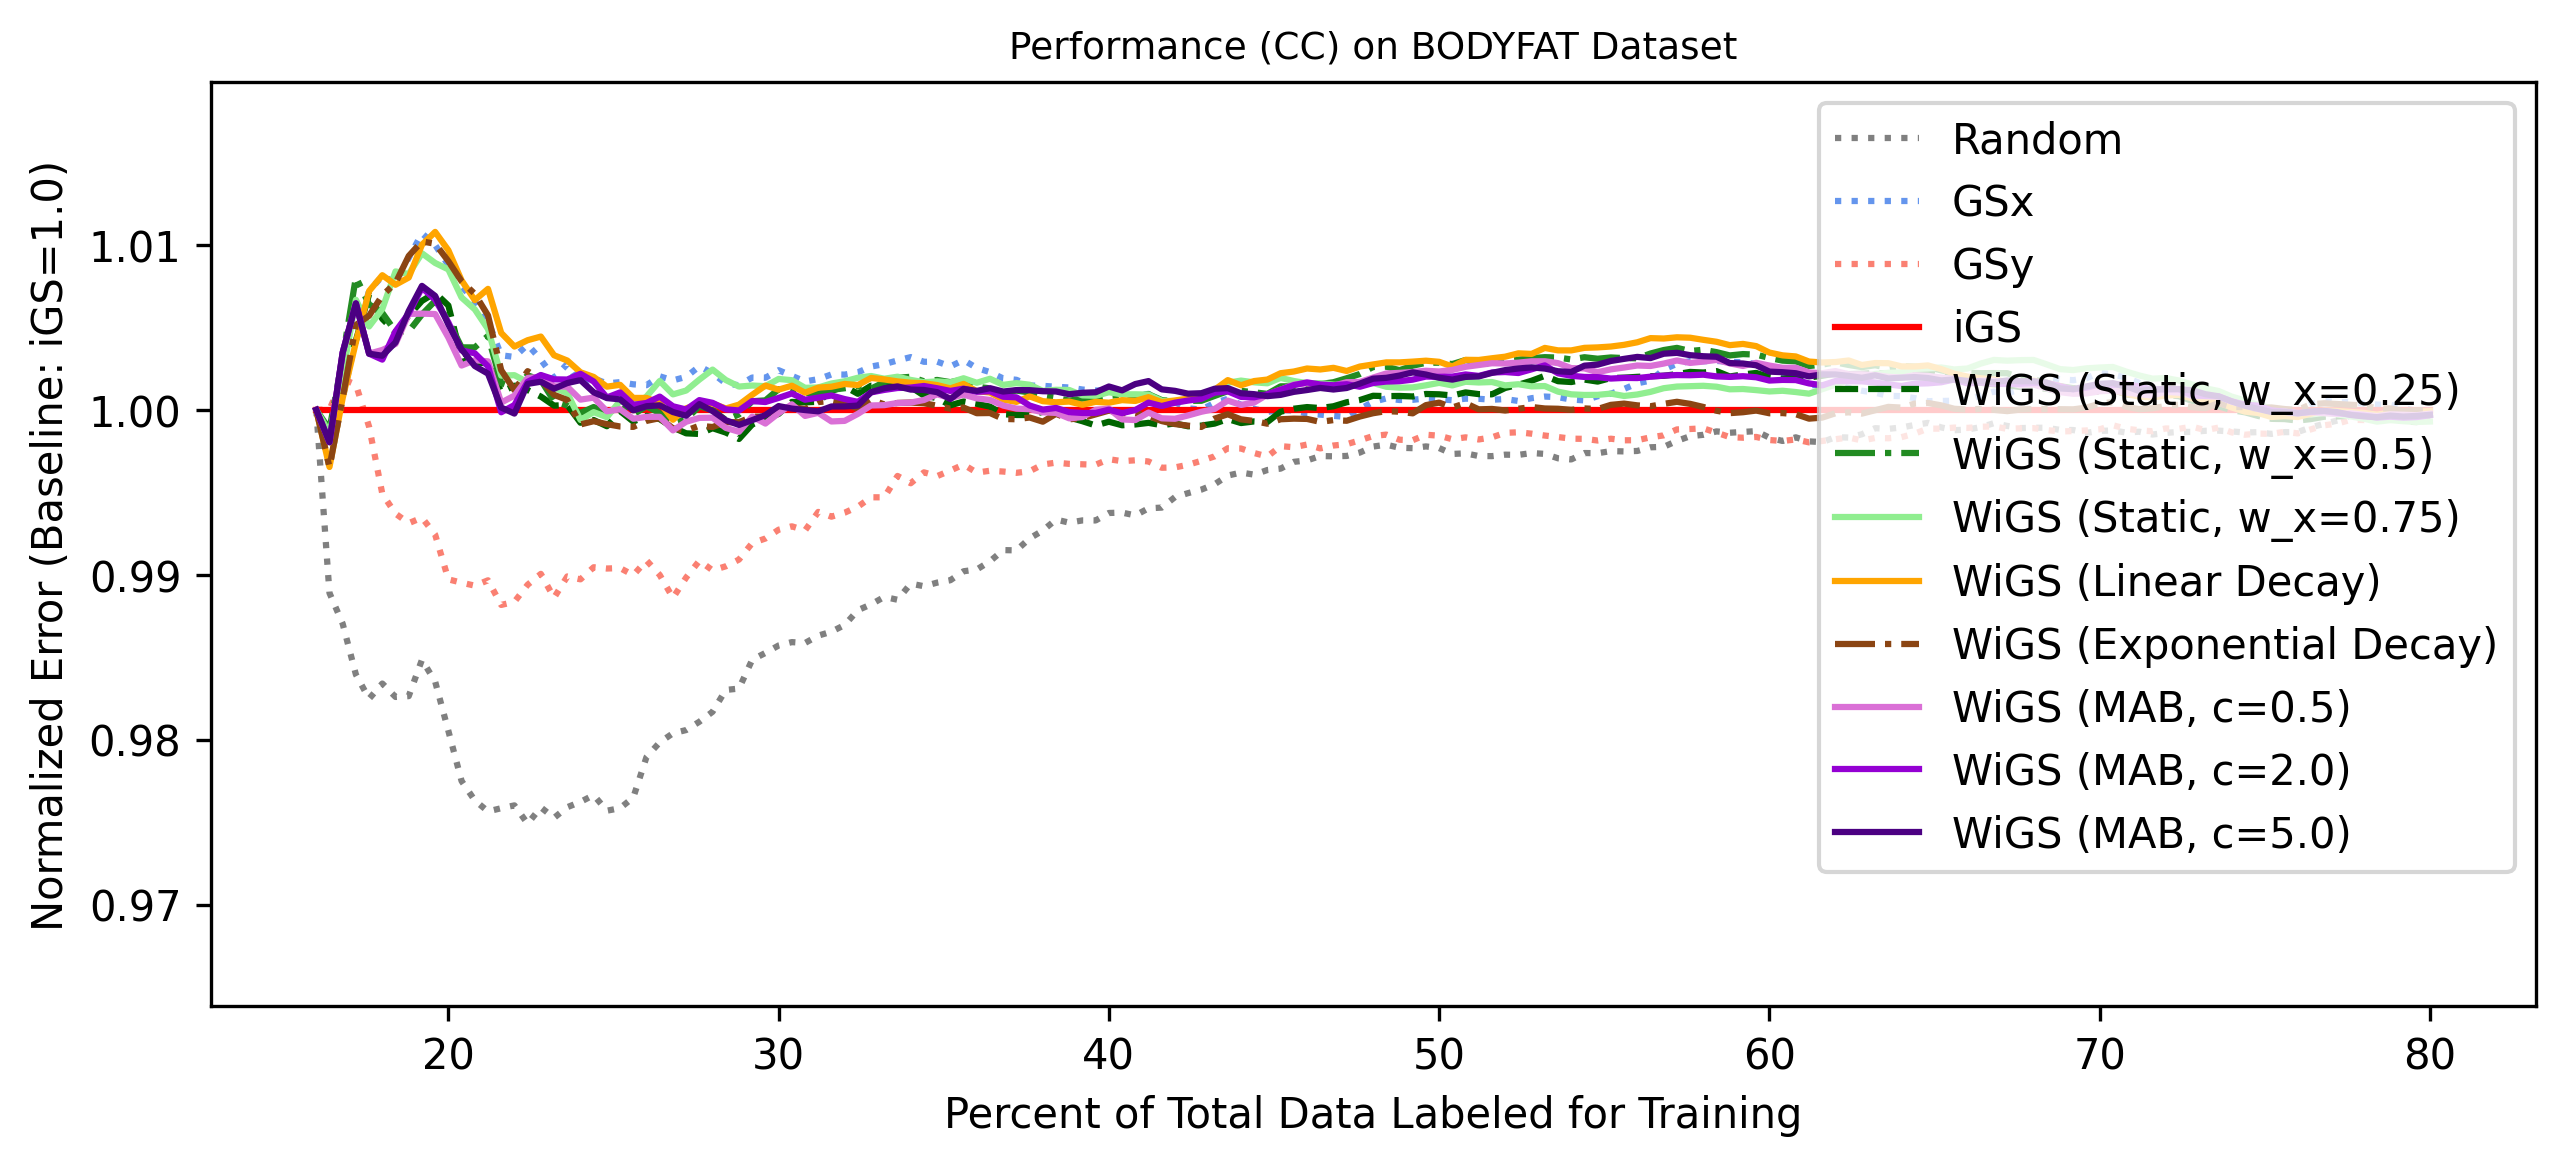 Performance (CC) on BODYFAT Dataset
Normalized Error (Baseline: iGS=1.0)
1.01
1.00
0.99
0.98
0.97
Random
GSx
GSy
iGS
WiGS (Static, w_x=0.25)
WiGS (Static, w_x=0.5)
WiGS (Static, w_x=0.75)
WiGS (Linear Decay)
WiGS (Exponential Decay)
WiGS (MAB, c=0.5)
WiGS (MAB, c=2.0)
WiGS (MAB, c=5.0)
20 30 40 50 60 70 80
Percent of Total Data Labeled for Training